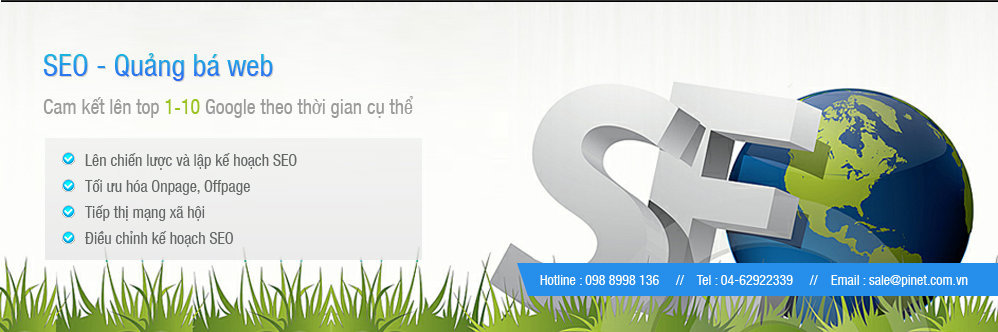 SEO - Quảng bá web
Cam kết lên top 1-10 Google theo thời gian cụ thể
Lên chiến lược và lập kế hoạch SEO
Tối ưu hóa Onpage, Offpage
Tiếp thị mạng xã hội
Điều chỉnh kế hoạch SEO
SE
Hotline : 098 8998 136 // Tel : 04-62922339 // Email : sale@pinet.com.vn